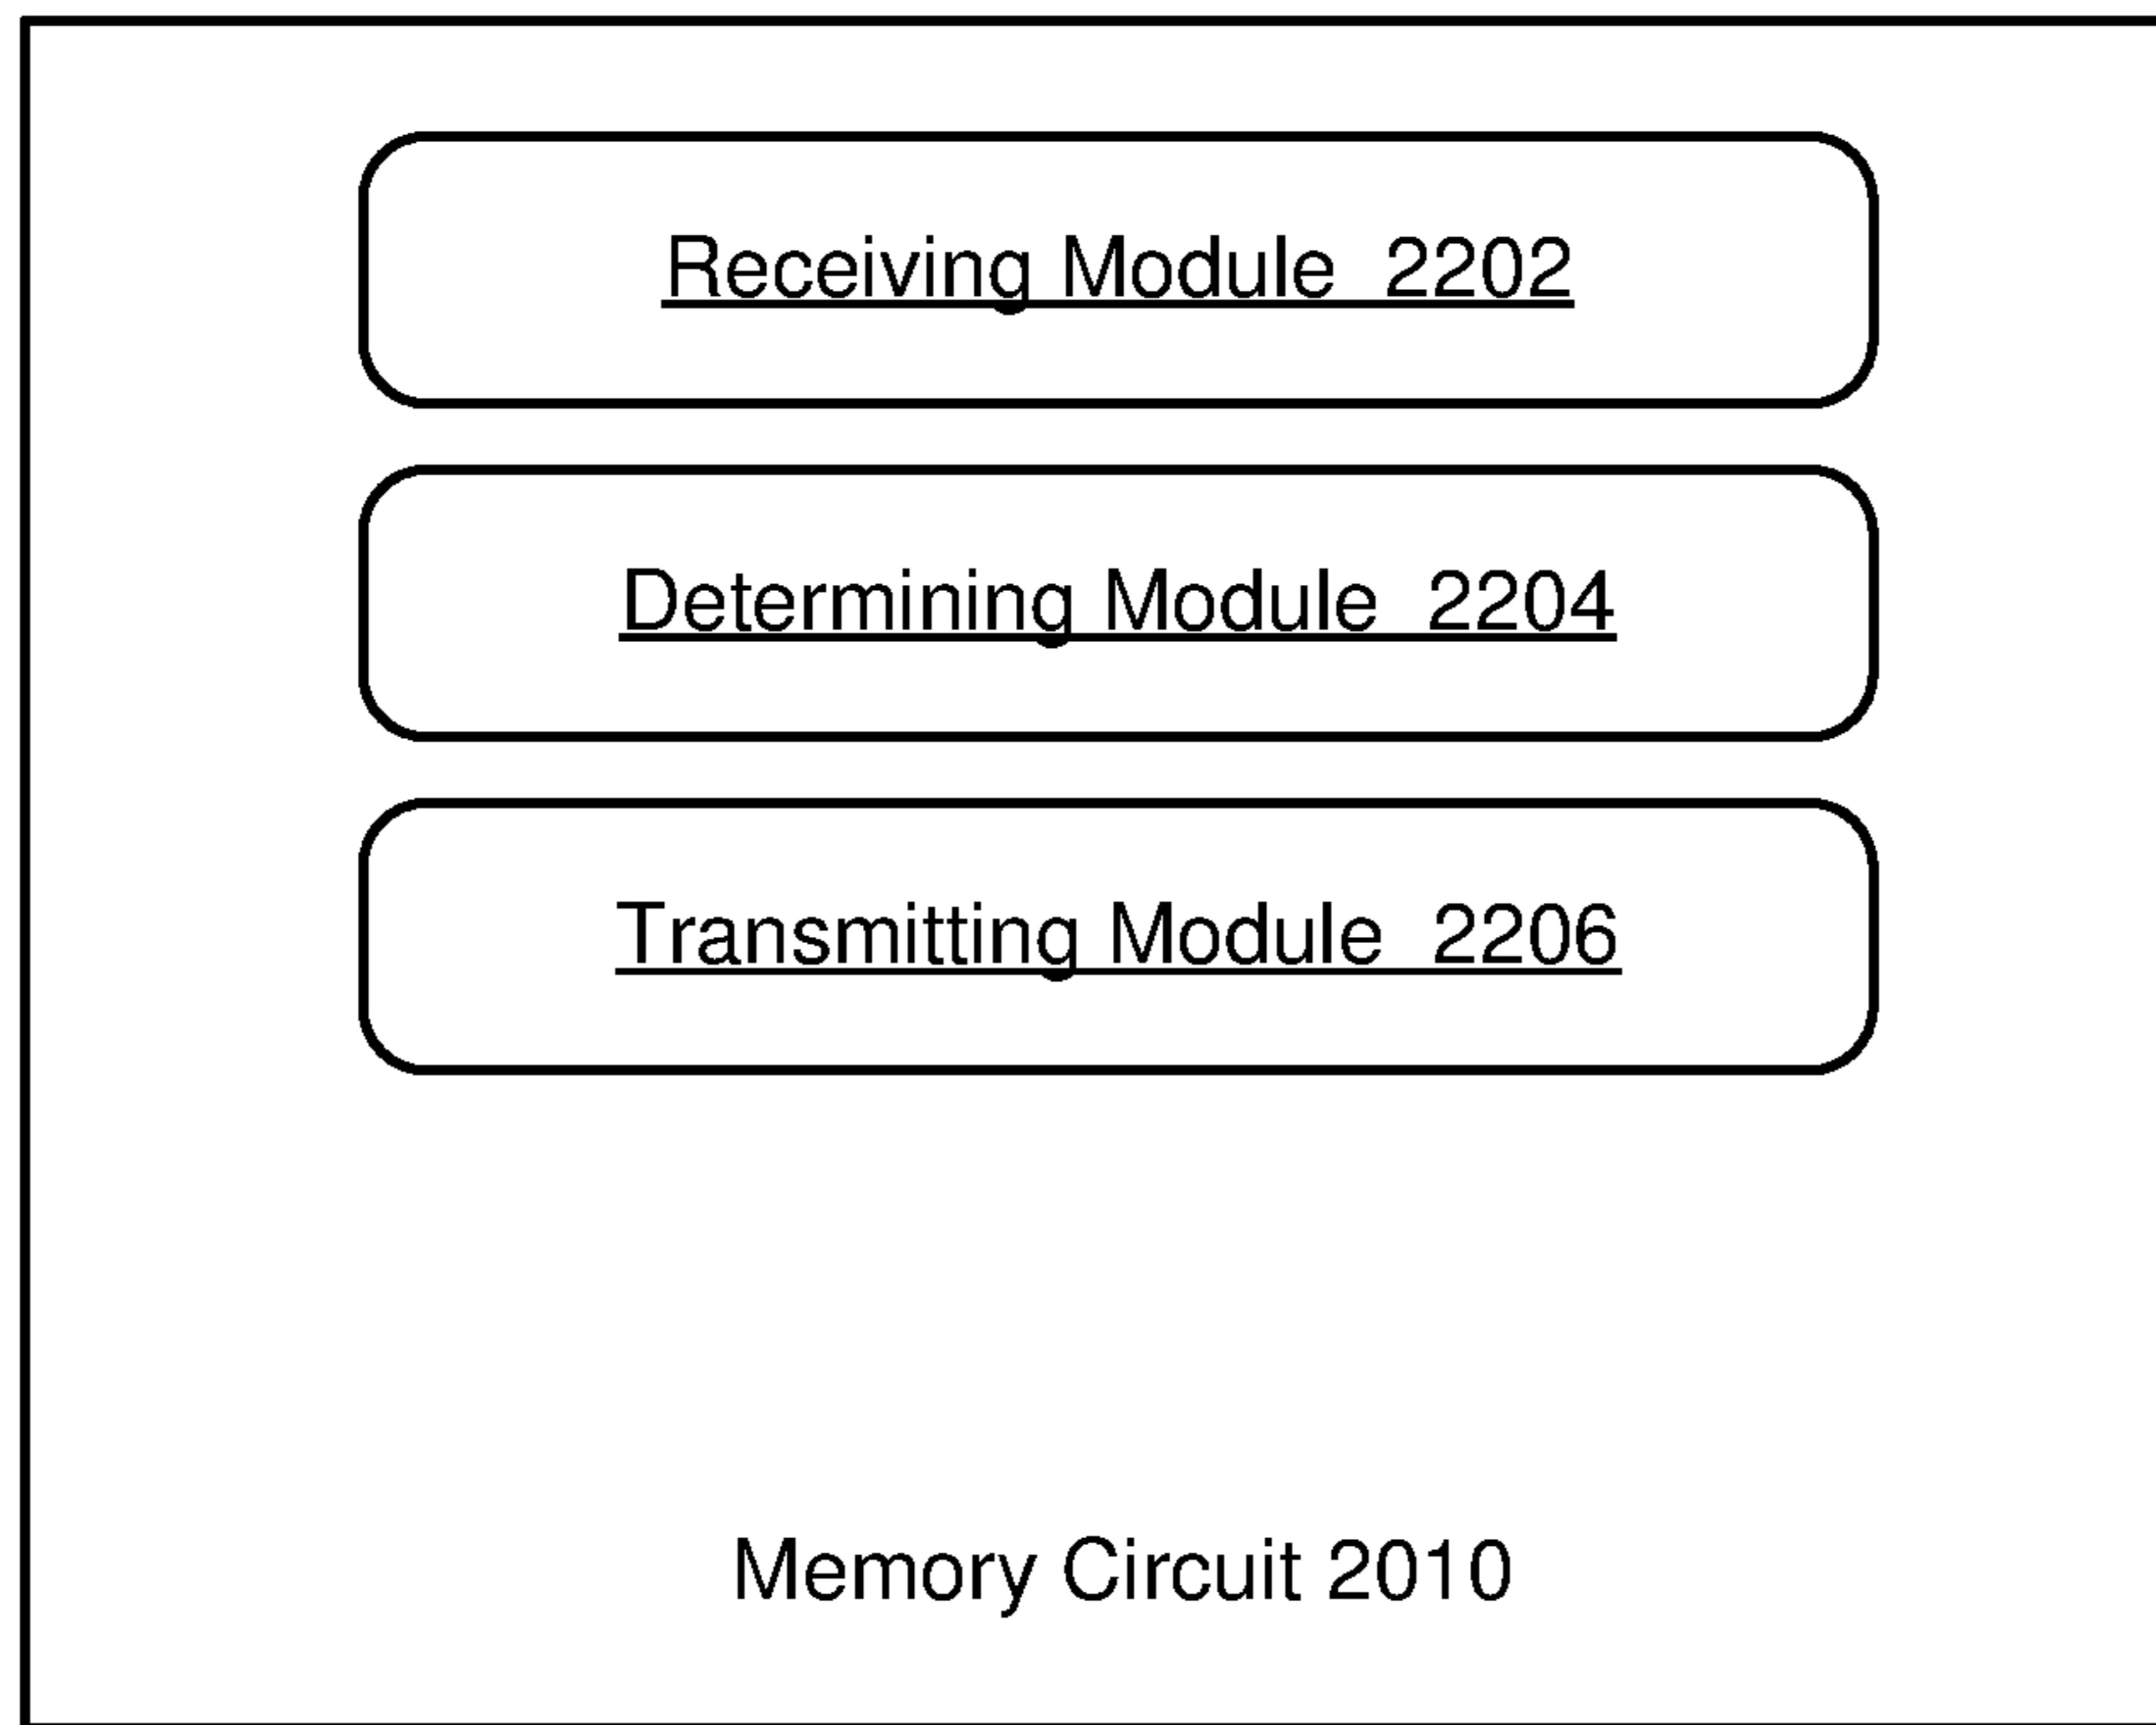 Receiving Module 2202
Determining Module 2204
Transmitting Module 2206
Memory Circuit 2010